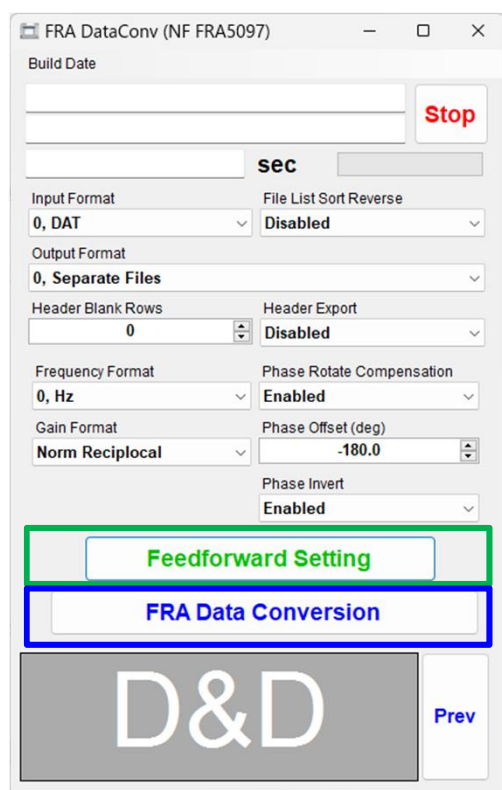 FRA DataConv (NF FRA5097)
Build Date
Stop
sec
Input Format File List Sort Reverse
0, DAT Disabled
Output Format
0, Separate Files
Header Blank Rows Header Export
0 Disabled
Frequency Format Phase Rotate Compensation
0, Hz Enabled
Gain Format Phase Offset (deg)
Norm Reciplocal -180.0
Phase Invert
Enabled
Feedforward Setting
FRA Data Conversion
D&D
Prev